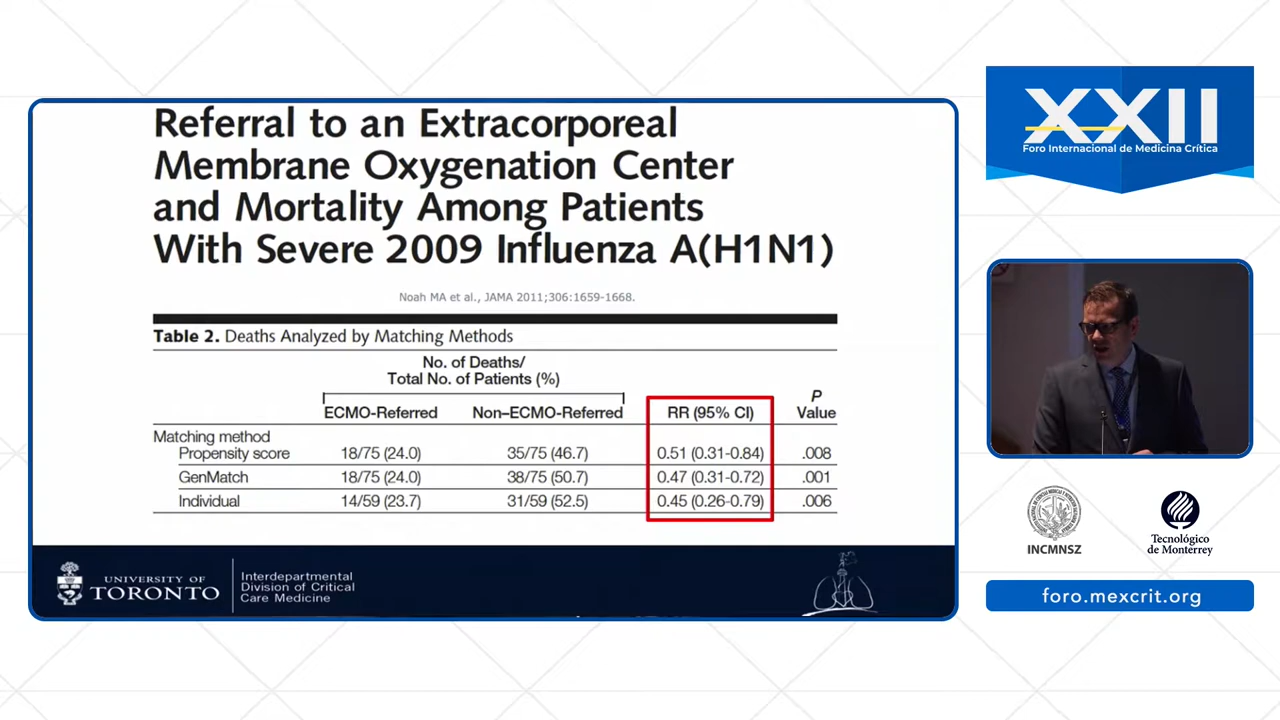 Referral to an Extracorporeal
Membrane Oxygenation Center
and Mortality Among Patients
With Severe 2009 Influenza A(H1N1)
Noah MA et al., JAMA 2011;306:1659-1668.
Table 2. Deaths Analyzed by Matching Methods
No. of Deaths/
Total No. of Patients (%)
ECMO-Referred Non–ECMO-Referred RR (95% CI) P Value
Matching method
Propensity score 18/75 (24.0) 35/75 (46.7) 0.51 (0.31-0.84) .008
GenMatch 18/75 (24.0) 38/75 (50.7) 0.47 (0.31-0.72) .001
Individual 14/59 (23.7) 31/59 (52.5) 0.45 (0.26-0.79) .006
UNIVERSITY OF
TORONTO
Interdepartmental
Division of Critical
Care Medicine
XXII
Foro Internacional de Medicina Crítica
INCMNSZ
Tecnológico
de Monterrey
foro.mexcrit.org